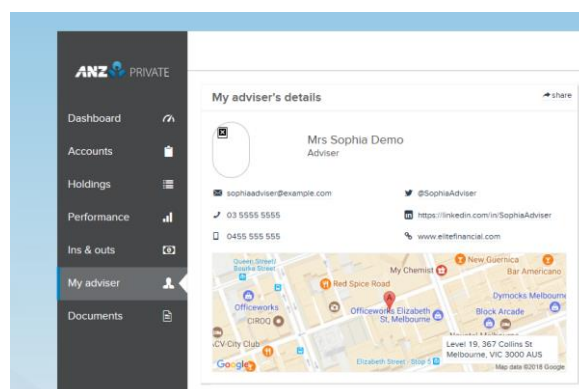 ANZ PRIVATE
Dashboard
Accounts
Holdings
Performance
Ins & outs
My adviser
Documents
My adviser's details
share
Mrs Sophia Demo
Adviser
sophiaadviser@example.com
@SophiaAdviser
03 5555 5555
https://linkedin.com/in/SophiaAdviser
0455 555 555
www.elitefinancial.com
Queen Street/
Bourke Street
New Guernica
My Chemist
Bar Americano
Red Spice Road
Dymocks Melbourne
Officeworks
A
Officeworks Elizabeth
St, Melbourne
Block Arcade
CIRQ
ACV City Club
Level 19, 367 Collins St
Melbourne, VIC 3000 AUS
Google
Elizabeth Street - Stop 5
Map data ©2018 Google